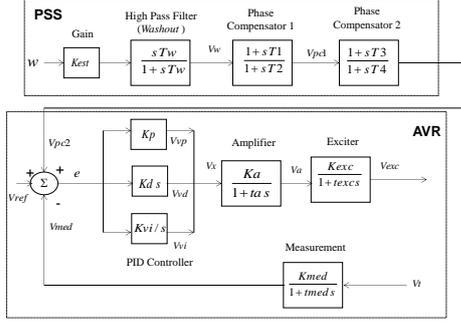 PSS
High Pass Filter
(Washout)
Phase
Compensator 1
Phase
Compensator 2
Gain
w
Kest
sTw
1+sTw
Vw
1+sT1
1+sT2
Vpc1
1+sT3
1+sT4
AVR
Vpc2
Kp
Vvp
Amplifier
Exciter
Vref
+
+
-
Σ
e
Kd s
Vvd
Vx
Ka
1+ta s
Va
Kexc
1+texc s
Vexc
Vmed
Kvi/s
Vvi
PID Controller
Measurement
Kmed
1+tmed s
Vt